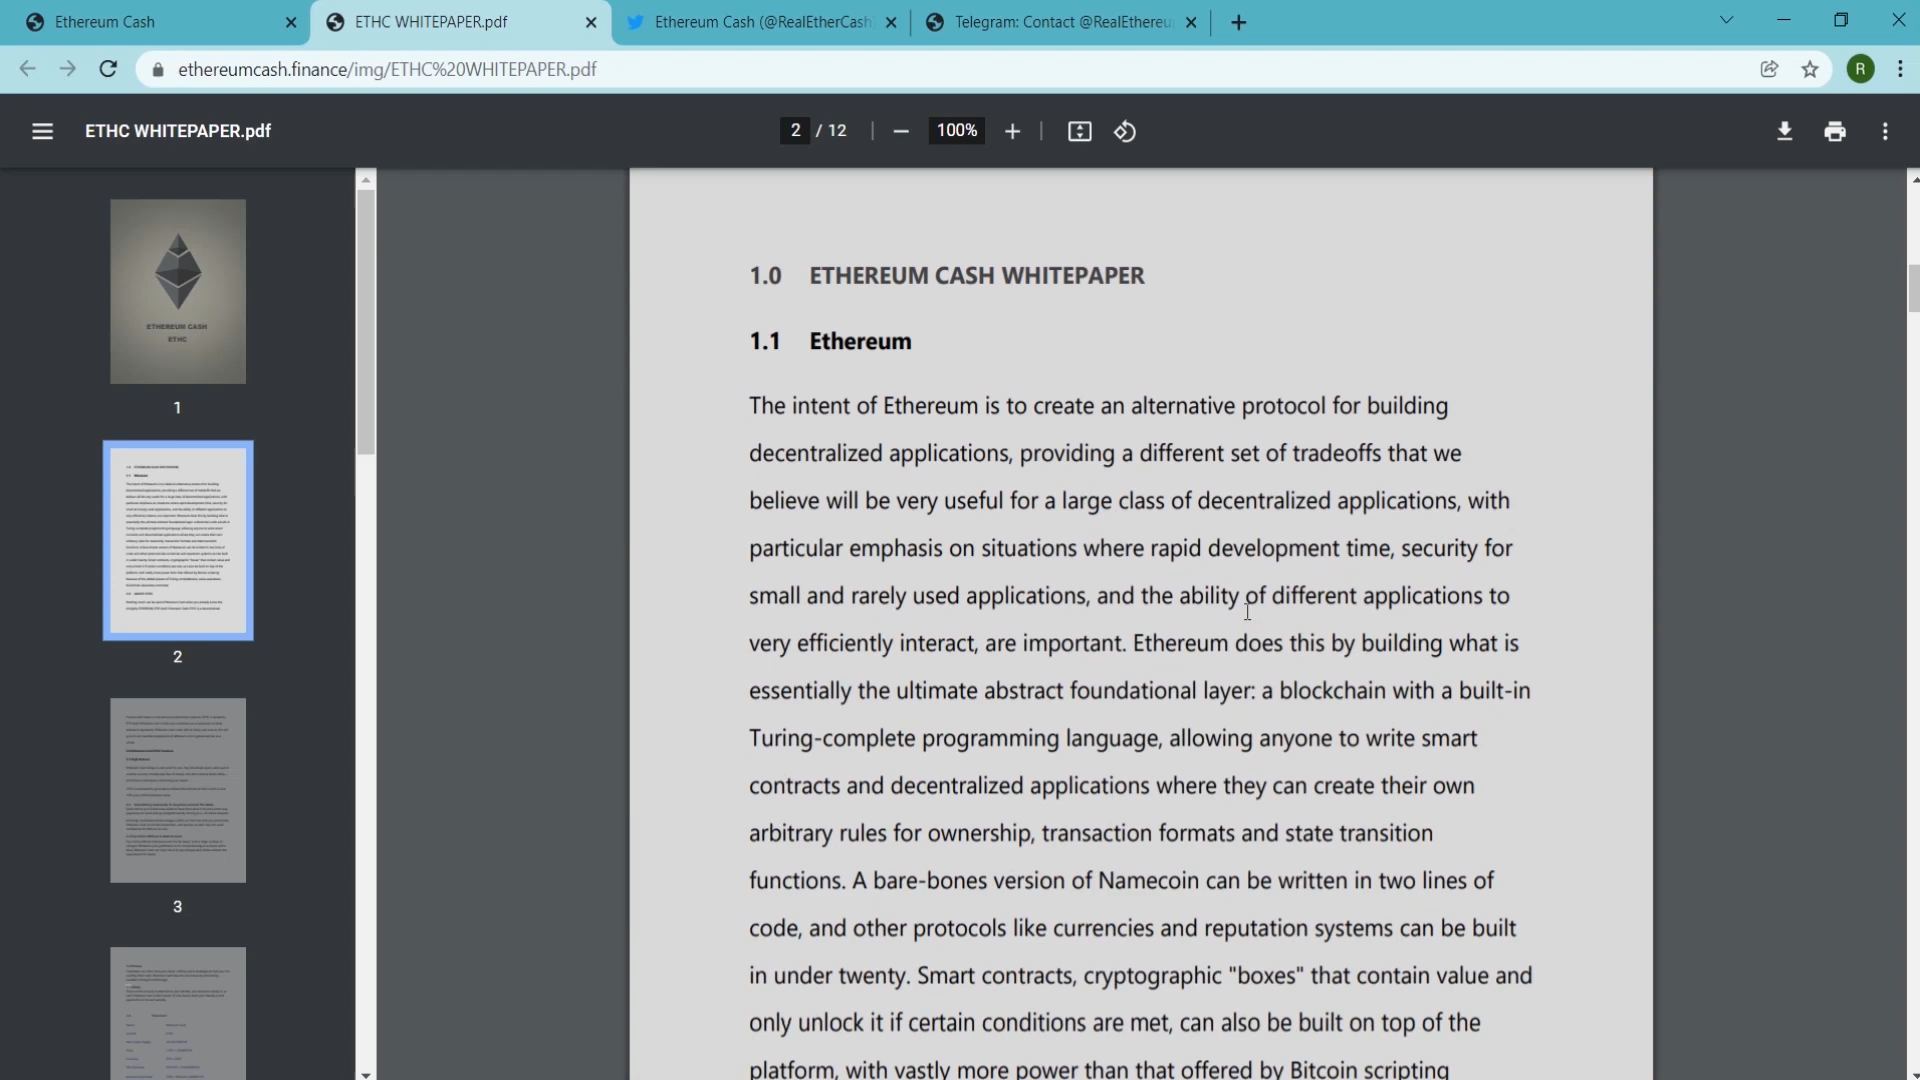 Ethereum Cash
ETHC WHITEPAPER.pdf
Ethereum Cash (@RealEtherCash
Telegram: Contact @RealEthereu
ethereumcash.finance/img/ETHC%20WHITEPAPER.pdf
R
ETHC WHITEPAPER.pdf
2 / 12
100%
ETHEREUM CASH
ETHC
1
2
3
1.0 ETHEREUM CASH WHITEPAPER
1.1 Ethereum
The intent of Ethereum is to create an alternative protocol for building
decentralized applications, providing a different set of tradeoffs that we
believe will be very useful for a large class of decentralized applications, with
particular emphasis on situations where rapid development time, security for
small and rarely used applications, and the ability of different applications to
very efficiently interact, are important. Ethereum does this by building what is
essentially the ultimate abstract foundational layer: a blockchain with a built-in
Turing-complete programming language, allowing anyone to write smart
contracts and decentralized applications where they can create their own
arbitrary rules for ownership, transaction formats and state transition
functions. A bare-bones version of Namecoin can be written in two lines of
code, and other protocols like currencies and reputation systems can be built
in under twenty. Smart contracts, cryptographic "boxes" that contain value and
only unlock it if certain conditions are met, can also be built on top of the
platform, with vastly more power than that offered by Bitcoin scripting